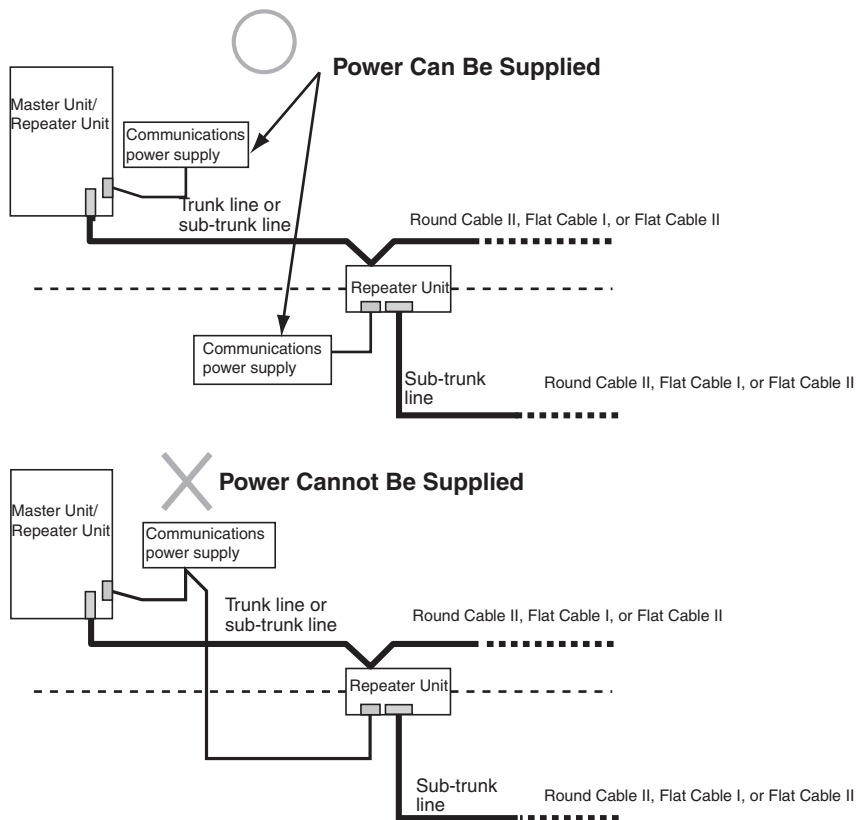 Power Can Be Supplied
Master Unit/
Repeater Unit
Communications
power supply
Trunk line or
sub-trunk line
Round Cable II, Flat Cable I, or Flat Cable II
Repeater Unit
Communications
power supply
Sub-trunk
line
Round Cable II, Flat Cable I, or Flat Cable II
Power Cannot Be Supplied
Master Unit/
Repeater Unit
Communications
power supply
Trunk line or
sub-trunk line
Round Cable II, Flat Cable I, or Flat Cable II
Repeater Unit
Sub-trunk
line
Round Cable II, Flat Cable I, or Flat Cable II